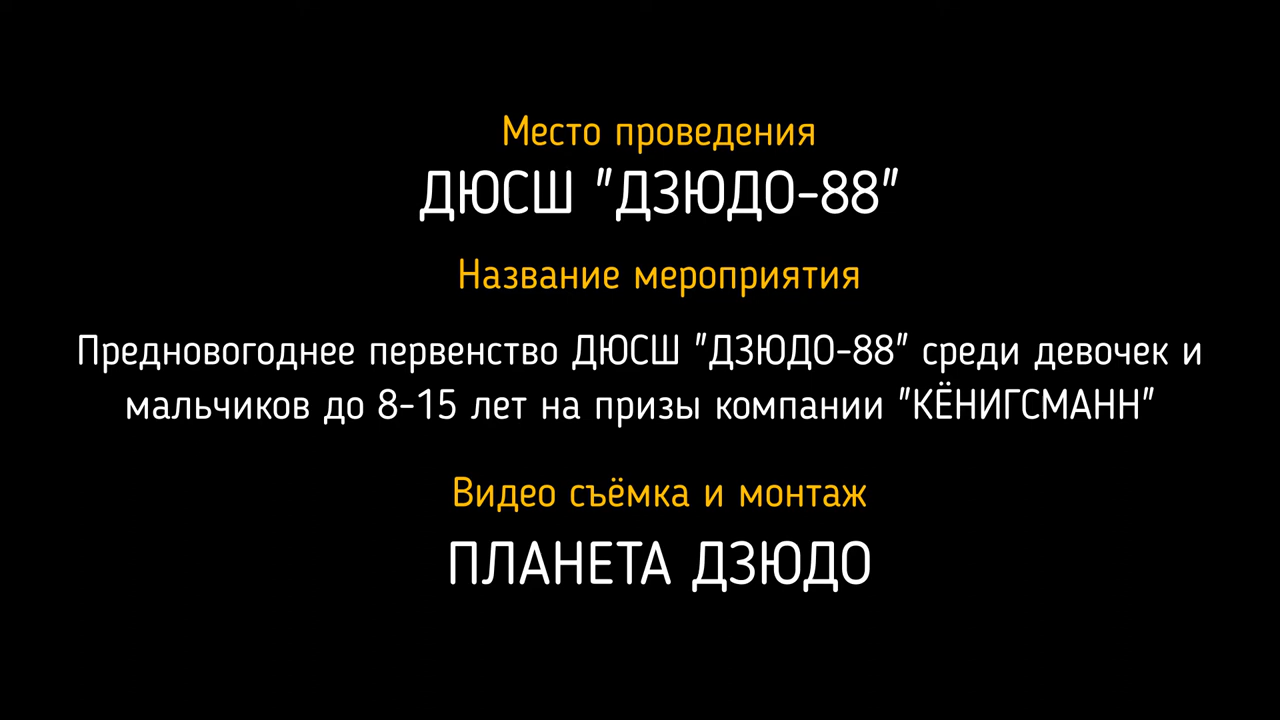 Место проведения
ДЮСШ "ДЗЮДО-88"
Название мероприятия
Предновогоднее первенство ДЮСШ "ДЗЮДО-88" среди девочек и
мальчиков до 8-15 лет на призы компании "КЁНИГСМАНН"
Видео съёмка и монтаж
ПЛАНЕТА ДЗЮДО